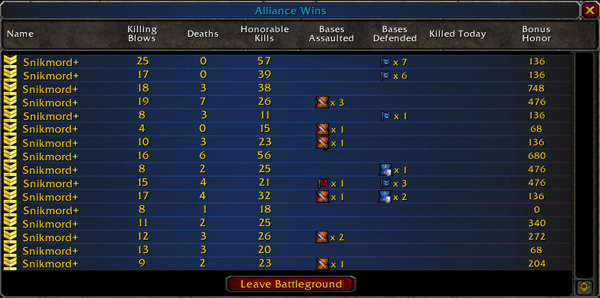 Alliance Wins
Name Killing Blows Deaths Honorable Kills Bases Assaulted Bases Defended Killed Today Bonus Honor
Snikmord+ 25 0 57 x 7 136
Snikmord+ 17 0 39 x 6 136
Snikmord+ 18 3 38 748
Snikmord+ 19 7 26 x 3 476
Snikmord+ 8 3 11 x 1 136
Snikmord+ 4 0 15 x 1 68
Snikmord+ 10 3 23 x 1 136
Snikmord+ 16 6 56 680
Snikmord+ 8 2 25 x 1 476
Snikmord+ 15 4 21 x 1 x 3 476
Snikmord+ 17 4 32 x 1 x 2 136
Snikmord+ 8 1 18 0
Snikmord+ 11 2 25 340
Snikmord+ 12 3 26 x 2 272
Snikmord+ 13 3 20 68
Snikmord+ 9 2 23 x 1 204
Leave Battleground